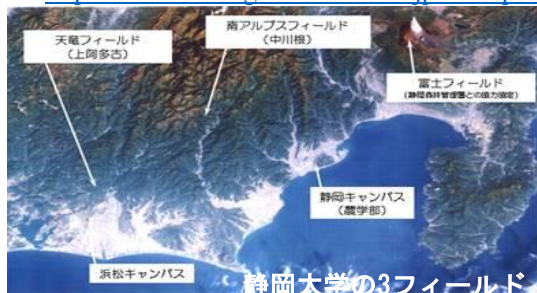 天竜フィールド
(上阿多古)
南アルプスフィールド
(中川根)
富士フィールド
(静岡森林管理署との協力協定)
静岡キャンパス
(農学部)
浜松キャンパス
静岡大学の3フィールド